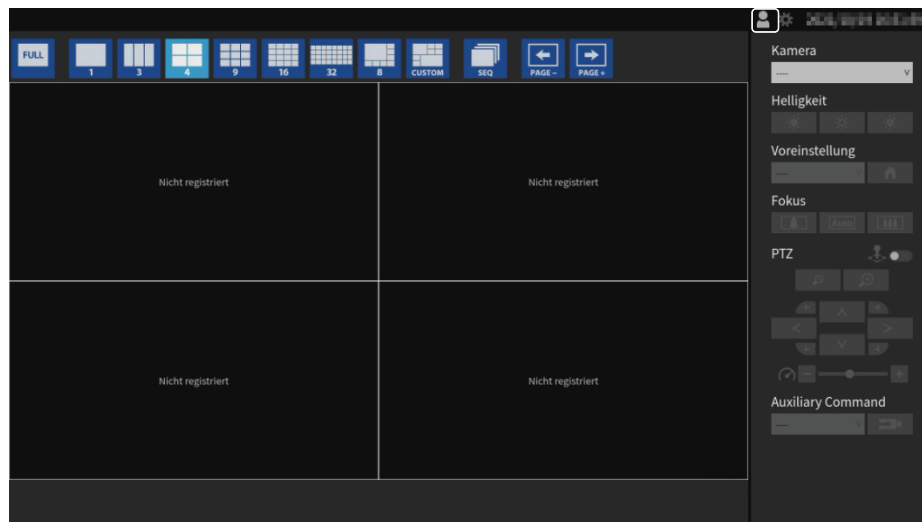 FULL
1
3
4
9
16
32
8
CUSTOM
SEQ
PAGE −
PAGE +
Nicht registriert
Nicht registriert
Nicht registriert
Nicht registriert
Kamera
---- V
Helligkeit
Voreinstellung
---- V
Fokus
Auto
PTZ
Auxiliary Command
---- V